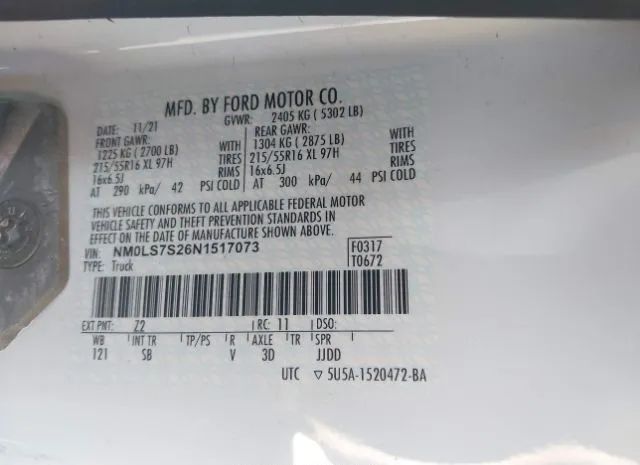 MFD. BY FORD MOTOR CO.
DATE: 11/21 GVWR: 2405 KG ( 5302 LB)
FRONT GAWR: REAR GAWR:
1225 KG ( 2700 LB) WITH 1304 KG ( 2875 LB) WITH
215/55R16 XL 97H TIRES 215/55R16 XL 97H TIRES
16x6.5J RIMS 16x6.5J RIMS
AT 290 kPa/ 42 PSI COLD AT 300 kPa/ 44 PSI COLD
THIS VEHICLE CONFORMS TO ALL APPLICABLE FEDERAL MOTOR
VEHICLE SAFETY AND THEFT PREVENTION STANDARDS IN
EFFECT ON THE DATE OF MANUFACTURE SHOWN ABOVE.
VIN: NM0LS7S26N1517073 F0317
TYPE: Truck T0672
EXT PNT: Z2 RC: 11 DSO:
WB INT TR TP/PS R AXLE TR SPR
121 SB V 3D JJDD
UTC ▽ 5U5A-1520472-BA